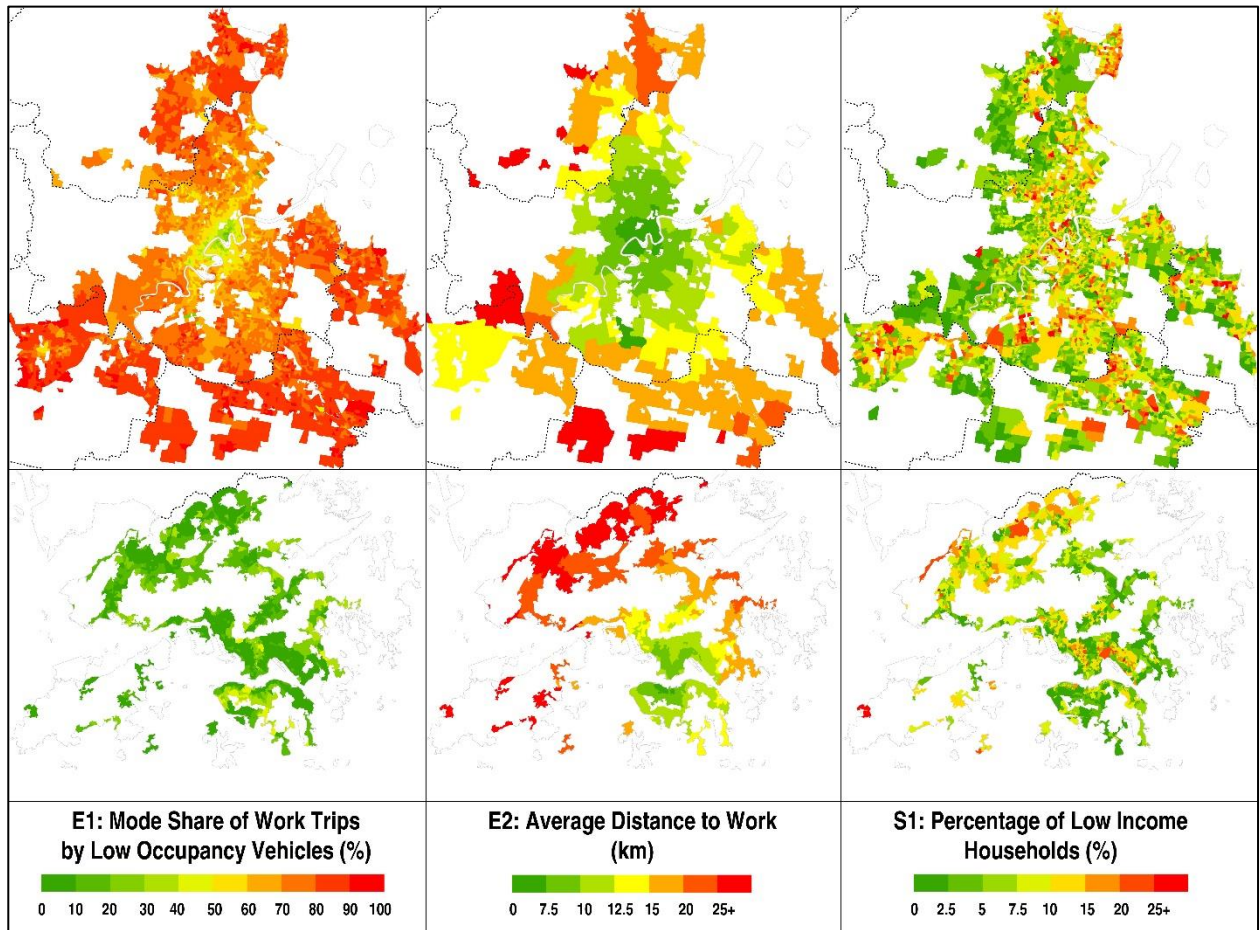 E1: Mode Share of Work Trips
by Low Occupancy Vehicles (%)
0 10 20 30 40 50 60 70 80 90 100
E2: Average Distance to Work
(km)
0 7.5 10 12.5 15 20 25+
S1: Percentage of Low Income
Households (%)
0 2.5 5 7.5 10 15 20 25+